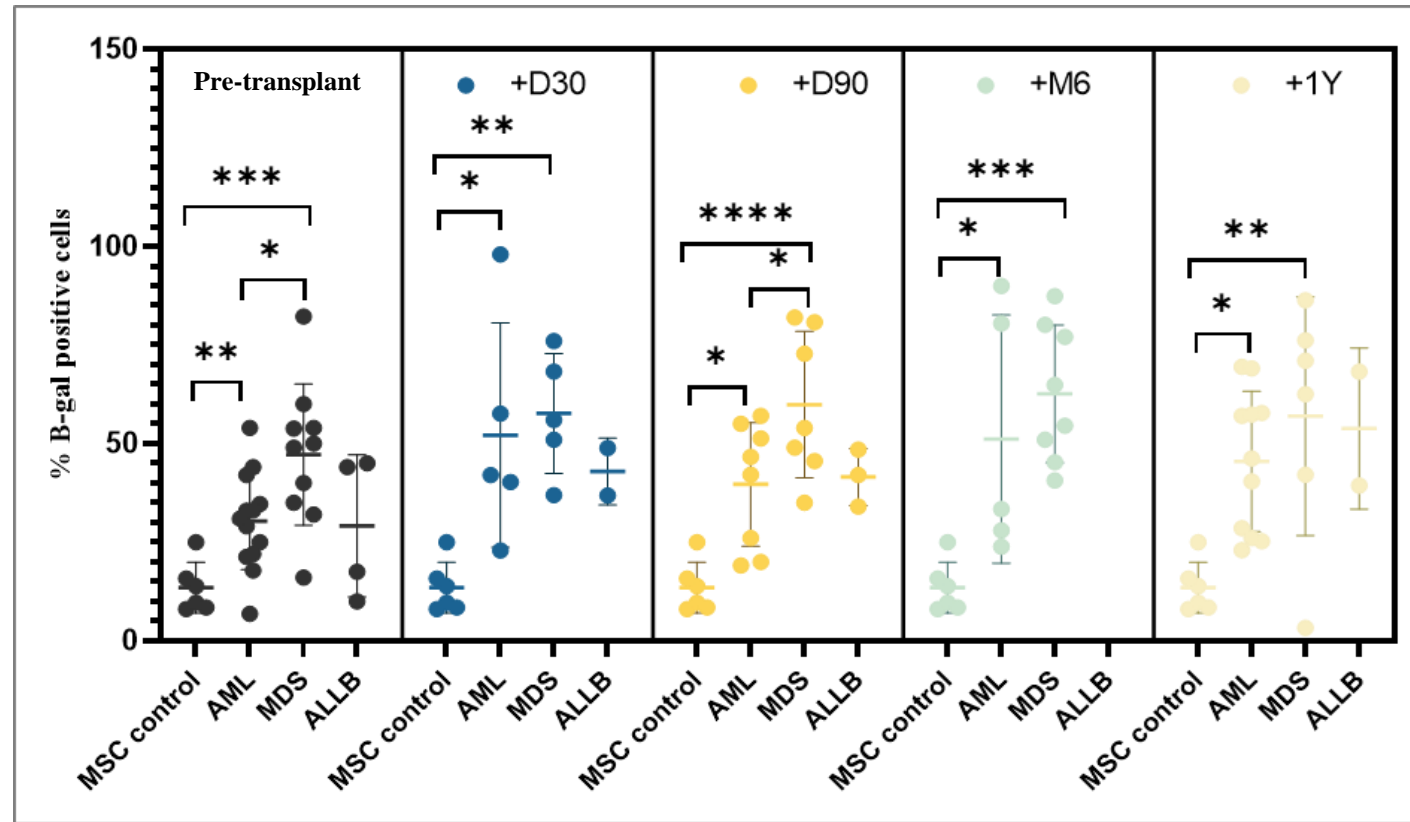 % B-gal positive cells
150
100
50
0
Pre-transplant
***
*
**
MSC control
AML
MDS
ALLB
+D30
**
*
MSC control
AML
MDS
ALLB
+D90
****
*
*
MSC control
AML
MDS
ALLB
+M6
***
*
MSC control
AML
MDS
ALLB
+1Y
**
*
MSC control
AML
MDS
ALLB